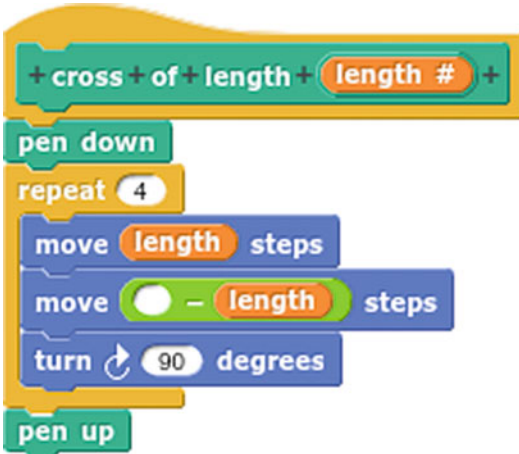 + cross + of + length + length # +
pen down
repeat 4
move length steps
move - length steps
turn 90 degrees
pen up